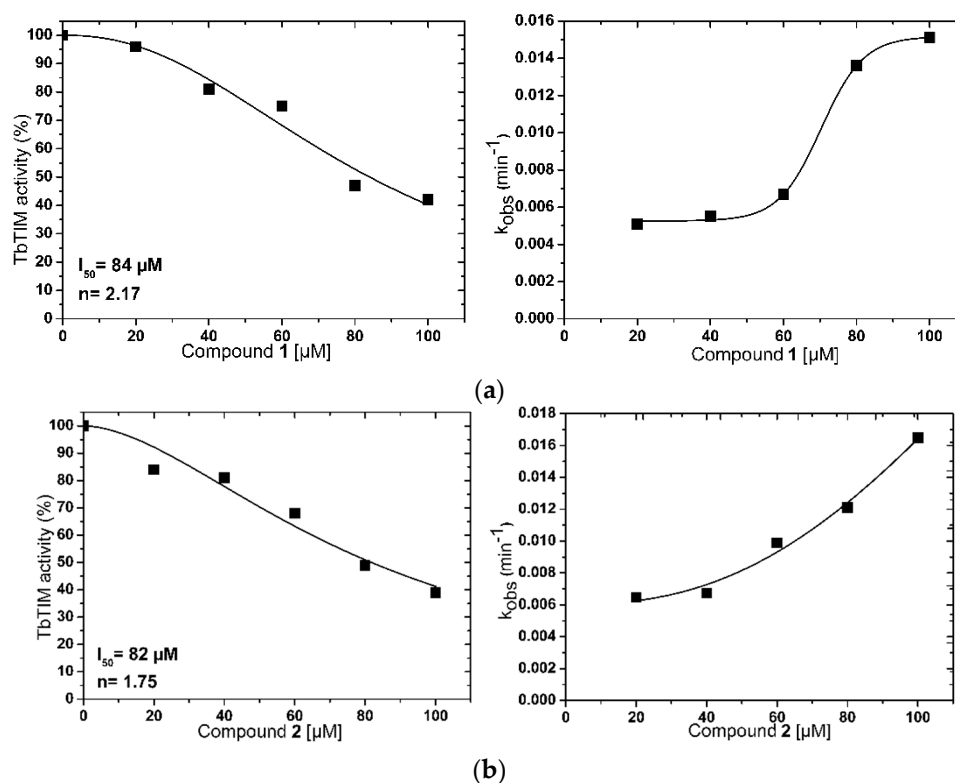 TbTIM activity (%)
100
90
80
70
60
50
40
30
20
10
0
I50= 84 µM
n= 2.17
0 20 40 60 80 100
Compound 1 [µM]
kobs (min-1)
0.016
0.014
0.012
0.010
0.008
0.006
0.004
0.002
0.000
0 20 40 60 80 100
Compound 1 [µM]
(a)
TbTIM activity (%)
100
90
80
70
60
50
40
30
20
10
0
I50= 82 µM
n= 1.75
0 20 40 60 80 100
Compound 2 [µM]
kobs (min-1)
0.018
0.016
0.014
0.012
0.010
0.008
0.006
0.004
0.002
0.000
0 20 40 60 80 100
Compound 2 [µM]
(b)